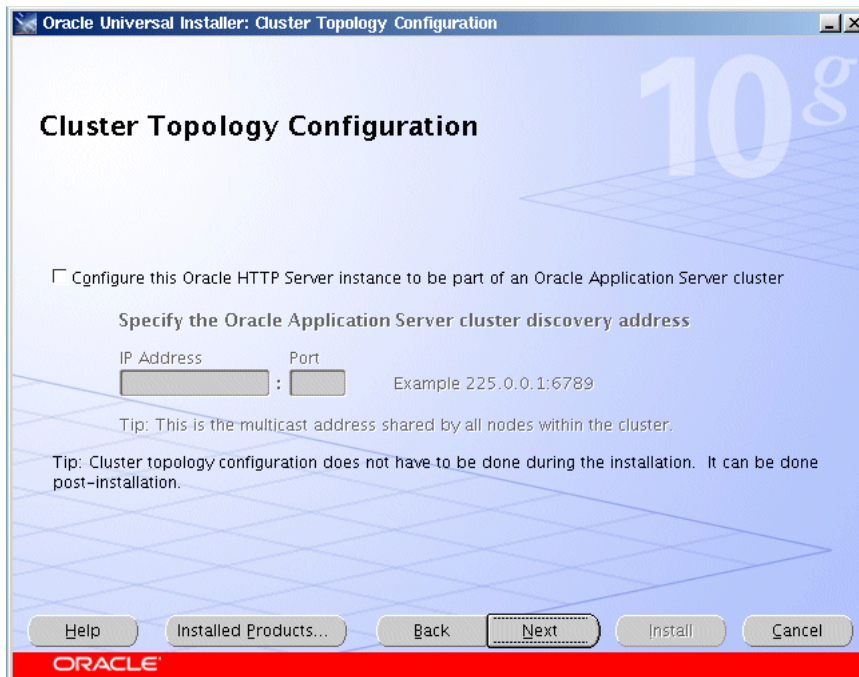 Oracle Universal Installer: Cluster Topology Configuration
10g
Cluster Topology Configuration
Configure this Oracle HTTP Server instance to be part of an Oracle Application Server cluster
Specify the Oracle Application Server cluster discovery address
IP Address Port
: Example 225.0.0.1:6789
Tip: This is the multicast address shared by all nodes within the cluster.
Tip: Cluster topology configuration does not have to be done during the installation. It can be done
post-installation.
Help Installed Products... Back Next Install Cancel
ORACLE